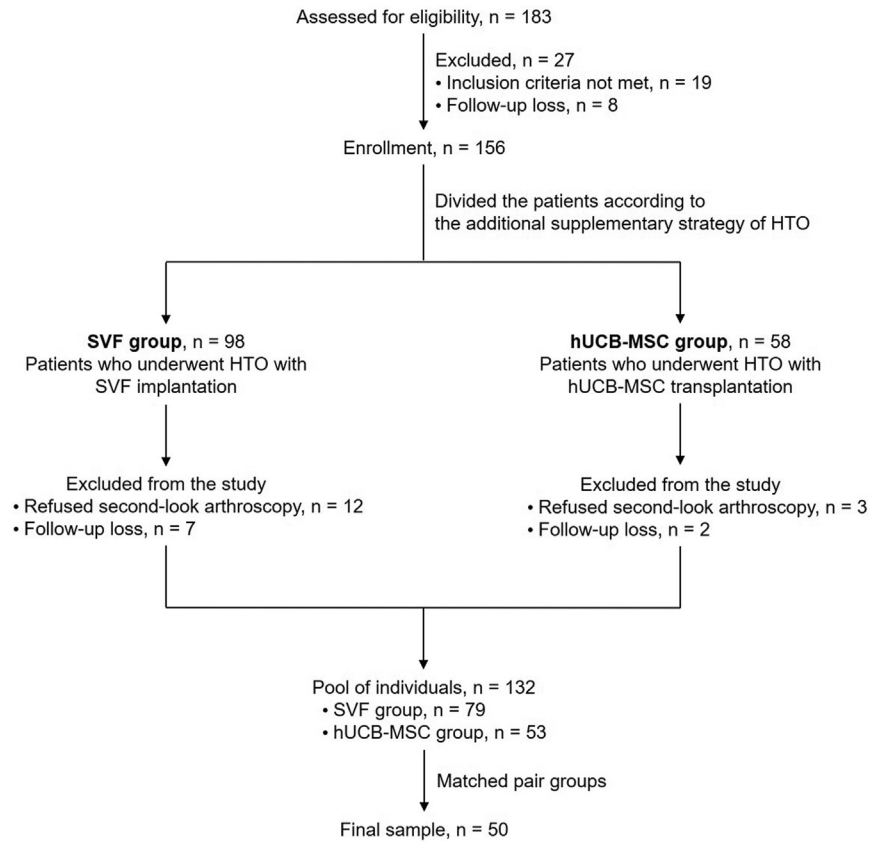 Assessed for eligibility, n = 183
Excluded, n = 27
• Inclusion criteria not met, n = 19
• Follow-up loss, n = 8
Enrollment, n = 156
Divided the patients according to
the additional supplementary strategy of HTO
SVF group, n = 98
Patients who underwent HTO with
SVF implantation
hUCB-MSC group, n = 58
Patients who underwent HTO with
hUCB-MSC transplantation
Excluded from the study
• Refused second-look arthroscopy, n = 12
• Follow-up loss, n = 7
Excluded from the study
• Refused second-look arthroscopy, n = 3
• Follow-up loss, n = 2
Pool of individuals, n = 132
• SVF group, n = 79
• hUCB-MSC group, n = 53
Matched pair groups
Final sample, n = 50